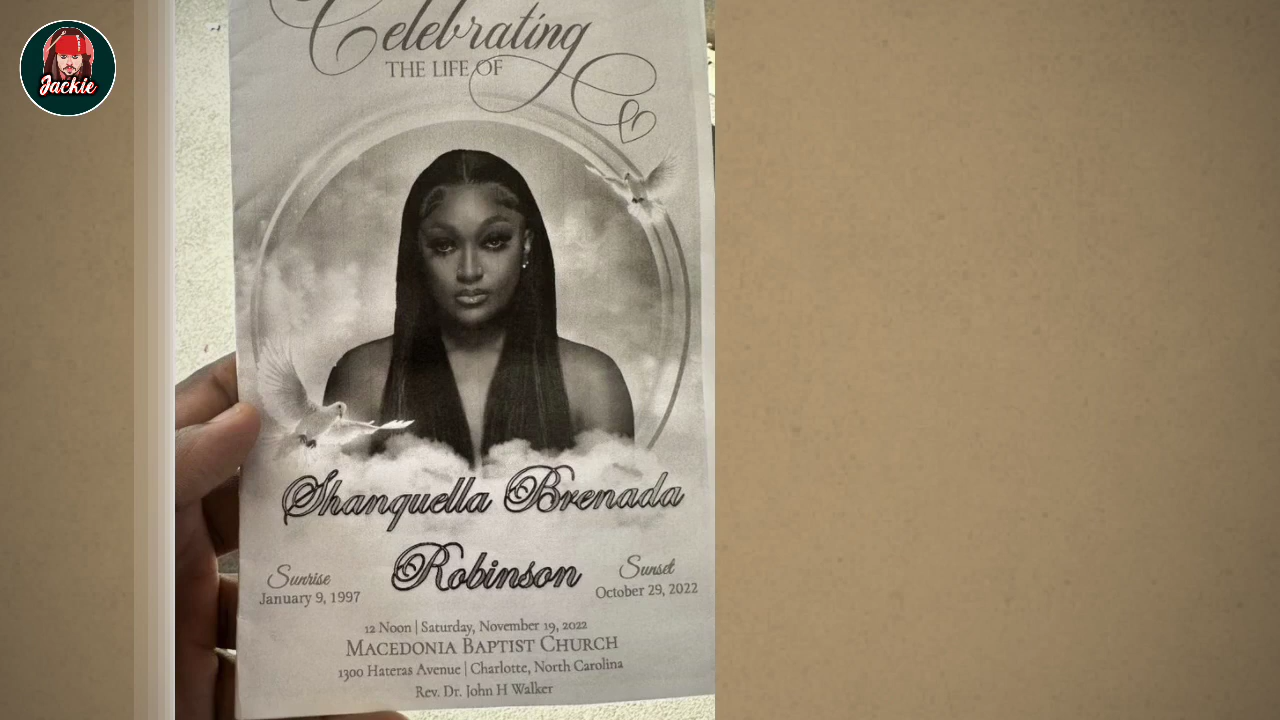 Jackie
Celebrating
THE LIFE OF
Shanquella Brenada
Robinson
Sunrise
January 9, 1997
Sunset
October 29, 2022
12 Noon | Saturday, November 19, 2022
MACEDONIA BAPTIST CHURCH
1300 Hateras Avenue | Charlotte, North Carolina
Rev. Dr. John H Walker